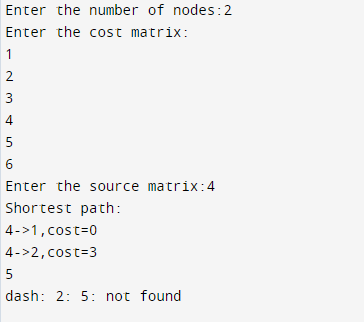 Enter the number of nodes:2
Enter the cost matrix:
1
2
3
4
5
6
Enter the source matrix:4
Shortest path:
4->1,cost=0
4->2,cost=3
5
dash: 2: 5: not found